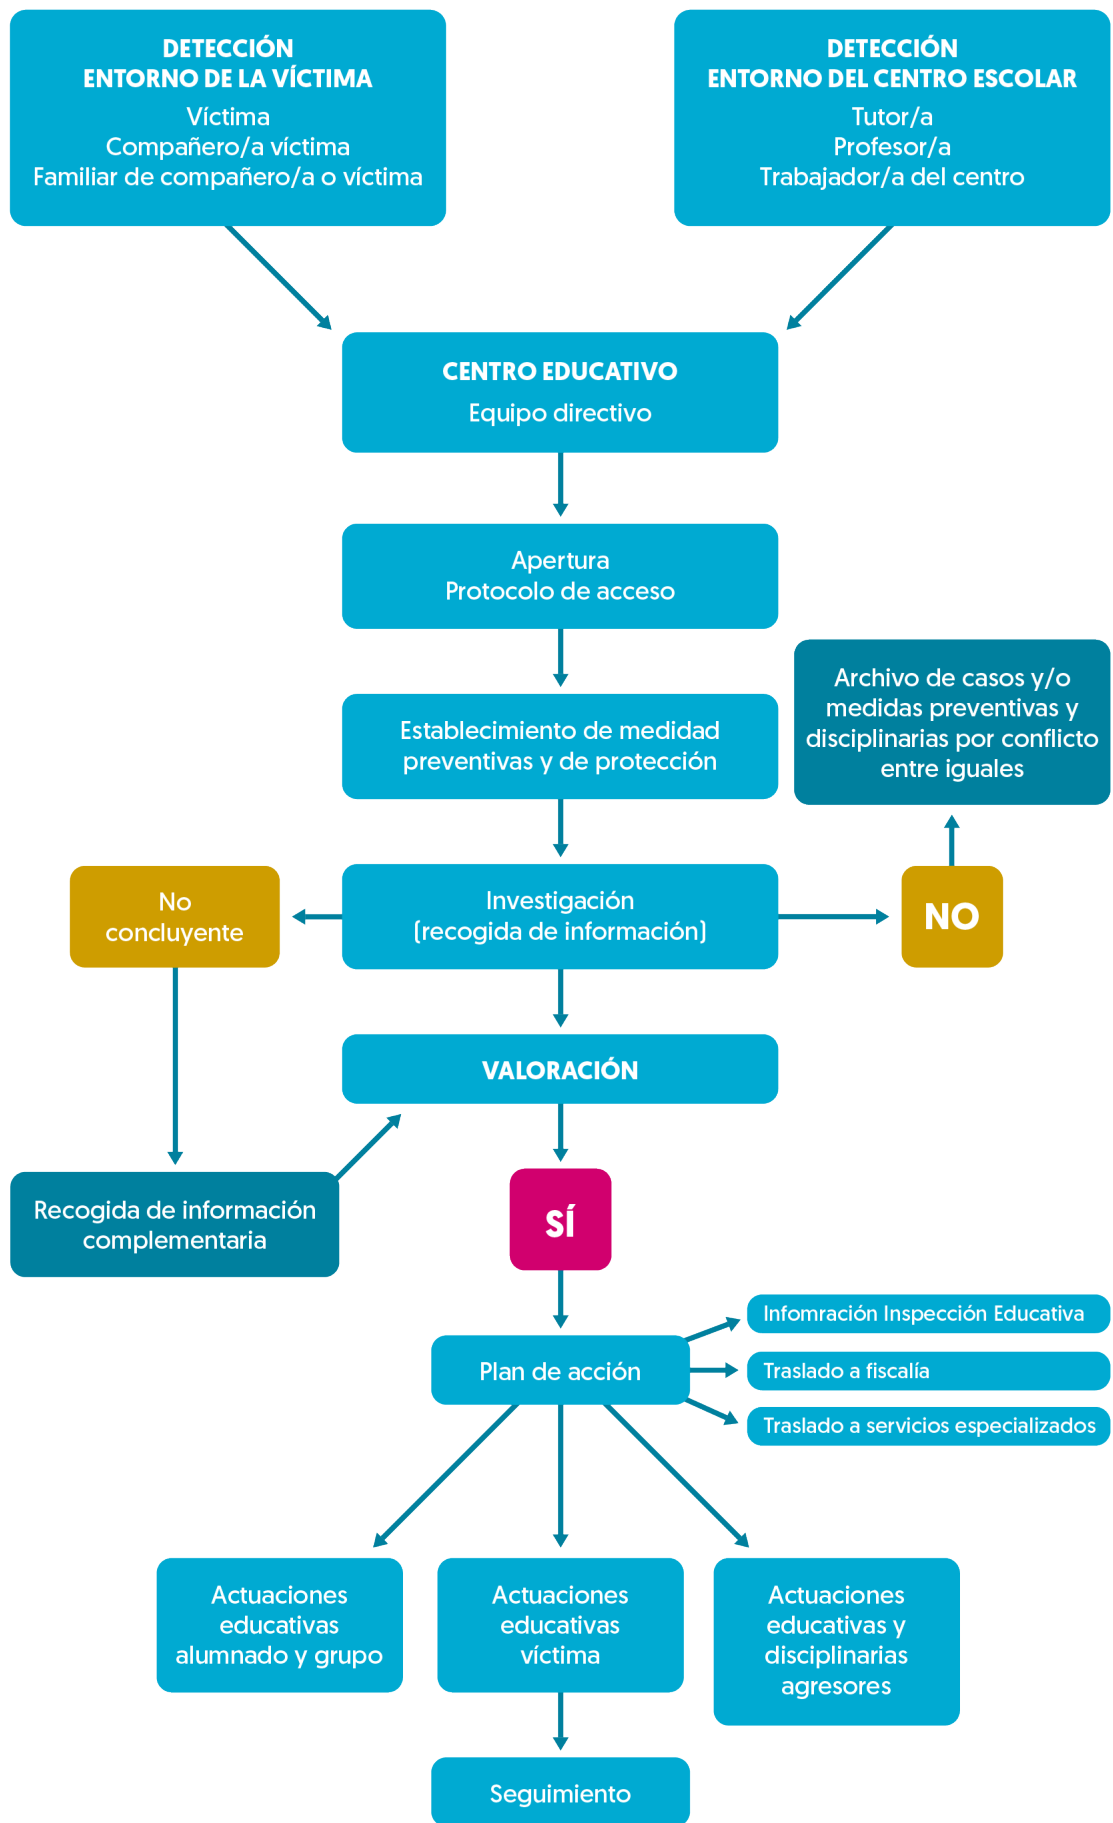 DETECCIÓN
ENTORNO DE LA VÍCTIMA
Víctima
Compañero/a víctima
Familiar de compañero/a o víctima
DETECCIÓN
ENTORNO DEL CENTRO ESCOLAR
Tutor/a
Profesor/a
Trabajador/a del centro
CENTRO EDUCATIVO
Equipo directivo
Apertura
Protocolo de acceso
Establecimiento de medidad
preventivas y de protección
Archivo de casos y/o
medidas preventivas y
disciplinarias por conflicto
entre iguales
No
concluyente
Investigación
(recogida de información)
NO
VALORACIÓN
Recogida de información
complementaria
SÍ
Plan de acción
Infomración Inspección Educativa
Traslado a fiscalía
Traslado a servicios especializados
Actuaciones
educativas
alumnado y grupo
Actuaciones
educativas
víctima
Actuaciones
educativas y
disciplinarias
agresores
Seguimiento